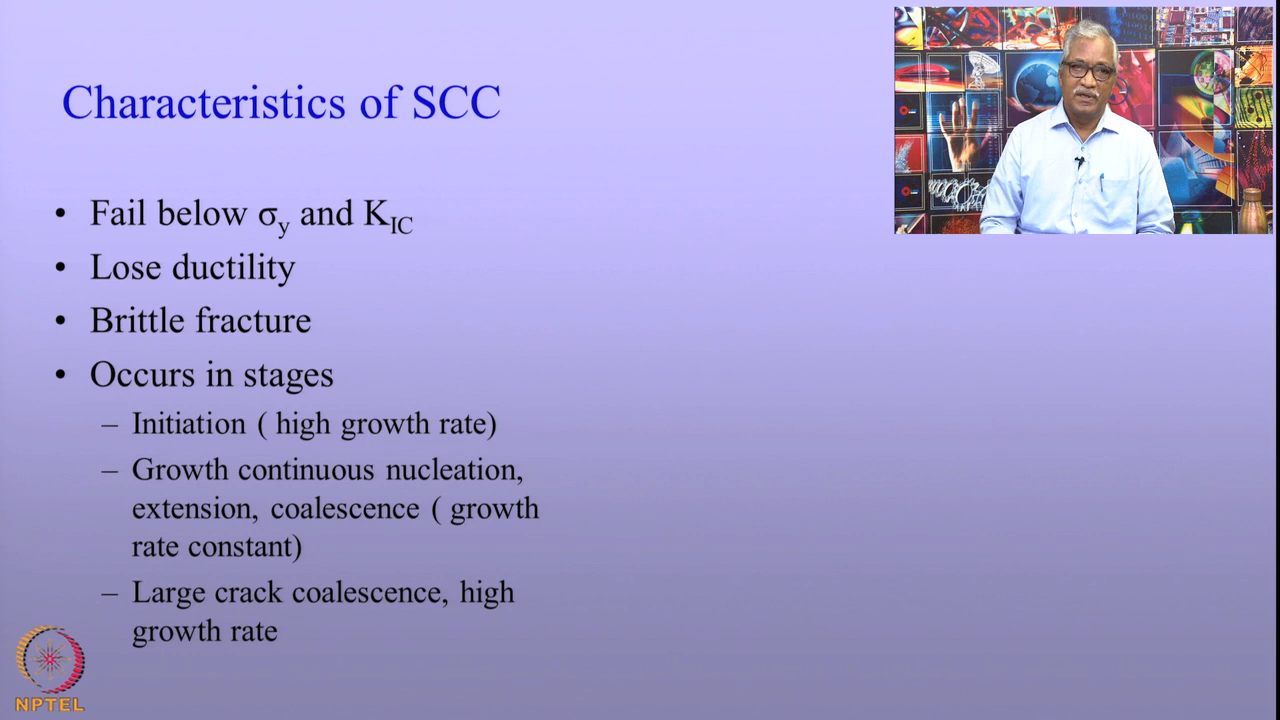 Characteristics of SCC
• Fail below σy and KIC
• Lose ductility
• Brittle fracture
• Occurs in stages
– Initiation ( high growth rate)
– Growth continuous nucleation,
extension, coalescence ( growth
rate constant)
– Large crack coalescence, high
growth rate
NPTEL